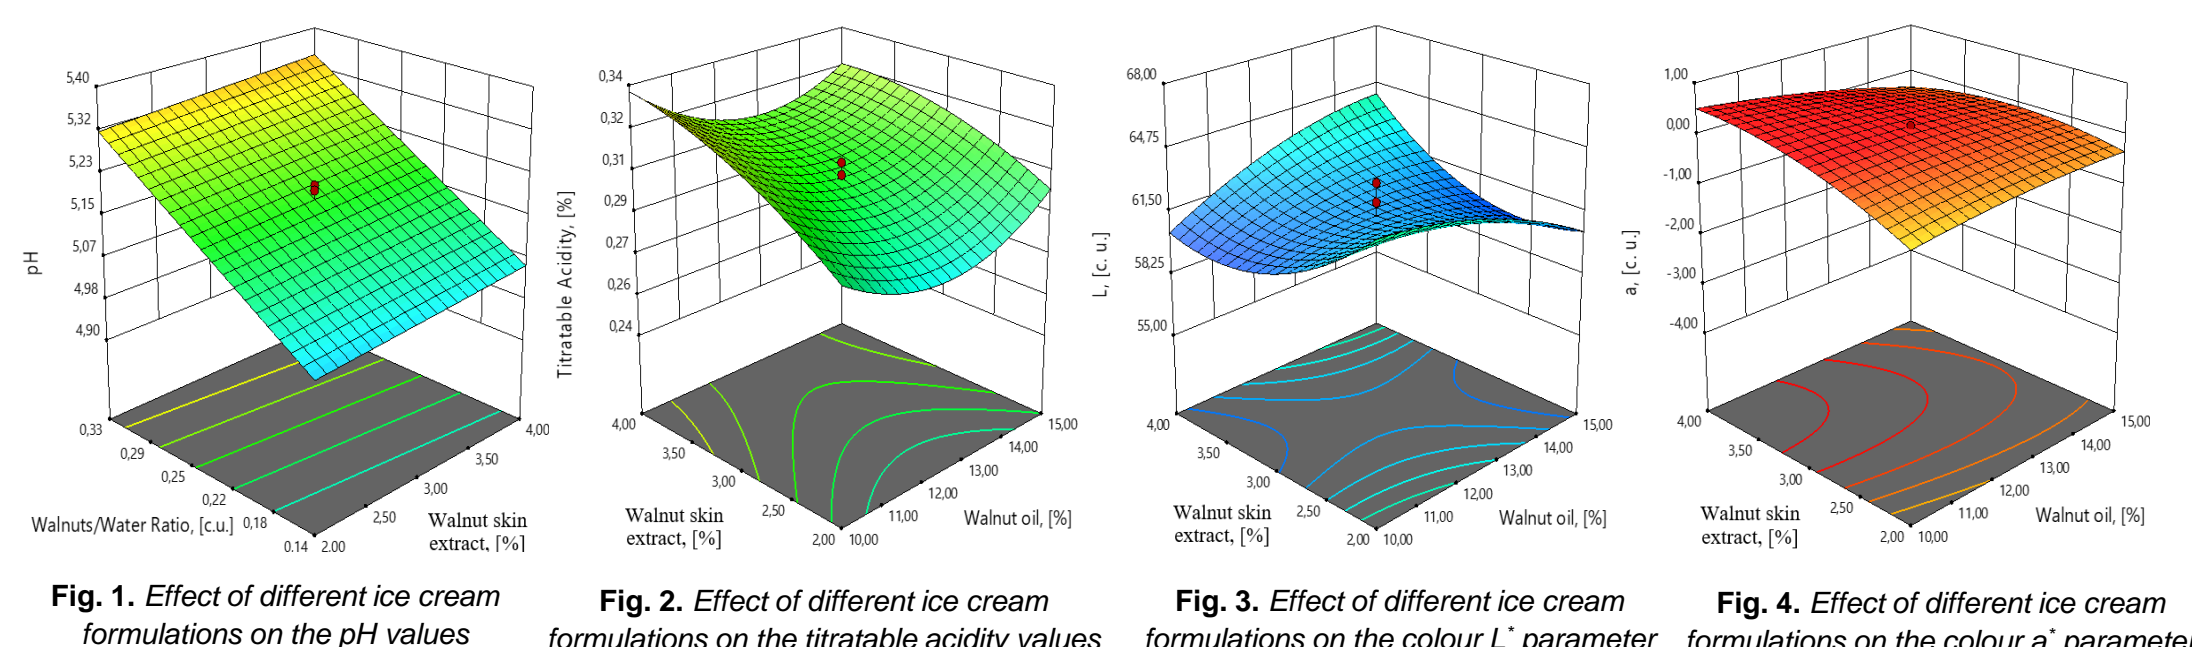 5,40
5,32
5,23
5,15
5,07
4,98
4,90
pH
0,33
0,29
0,25
0,22
0,18
0.14
Walnuts/Water Ratio, [c.u.]
2.00
2,50
3,00
3,50
4,00
Walnut skin
extract, [%]
Fig. 1. Effect of different ice cream
formulations on the pH values
0,34
0,32
0,31
0,29
0,27
0,26
0,24
Titratable Acidity, [%]
4,00
3,50
3,00
2,50
2,00
Walnut skin
extract, [%]
10,00
11,00
12,00
13,00
14,00
15,00
Walnut oil, [%]
Fig. 2. Effect of different ice cream
formulations on the titratable acidity values
68,00
64,75
61,50
58,25
55,00
L, [c. u.]
4,00
3,50
3,00
2,50
2,00
Walnut skin
extract, [%]
10,00
11,00
12,00
13,00
14,00
15,00
Walnut oil, [%]
Fig. 3. Effect of different ice cream
formulations on the colour L* parameter
1,00
0,00
-1,00
-2,00
-3,00
-4,00
a, [c. u.]
4,00
3,50
3,00
2,50
2,00
Walnut skin
extract, [%]
10,00
11,00
12,00
13,00
14,00
15,00
Walnut oil, [%]
Fig. 4. Effect of different ice cream
formulations on the colour a* parameter